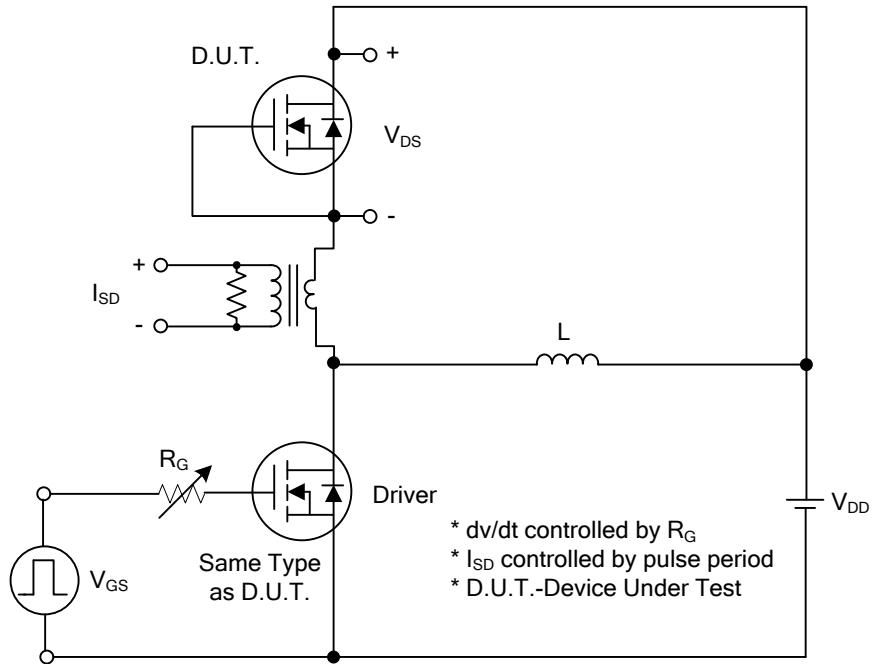 D.U.T.
+
V_DS
-
+
I_SD
-
L
R_G
Driver
V_DD
V_GS
Same Type
as D.U.T.
* dv/dt controlled by R_G
* I_SD controlled by pulse period
* D.U.T.-Device Under Test